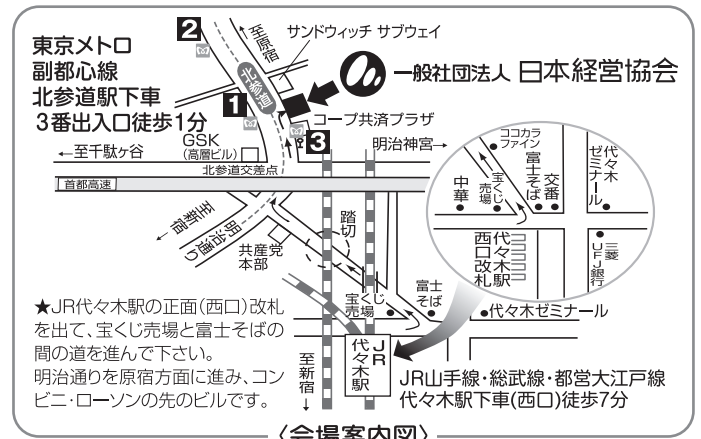 東京メトロ
副都心線
北参道駅下車
3番出入口徒歩1分
2
至原宿
サンドウィッチ サブウェイ
北参道
一般社団法人 日本経営協会
1
コープ共済プラザ
3
GSK
(高層ビル)
←至千駄ヶ谷
北参道交差点
明治神宮→
首都高速
至新宿
明治通り
共産党
本部
踏切
宝くじ
売場
富士
そば
代々木ゼミナール
JR
代々木駅
至新宿
ココカラ
ファイン
中華
宝くじ
売場
富士そば
交番
代々木
ゼミナール
代々木駅
西口改札
三菱
UFJ銀行
★JR代々木駅の正面(西口)改札
を出て、宝くじ売場と富士そばの
間の道を進んで下さい。
明治通りを原宿方面に進み、コン
ビニ・ローソンの先のビルです。
JR山手線・総武線・都営大江戸線
代々木駅下車(西口)徒歩7分
〈会場案内図〉